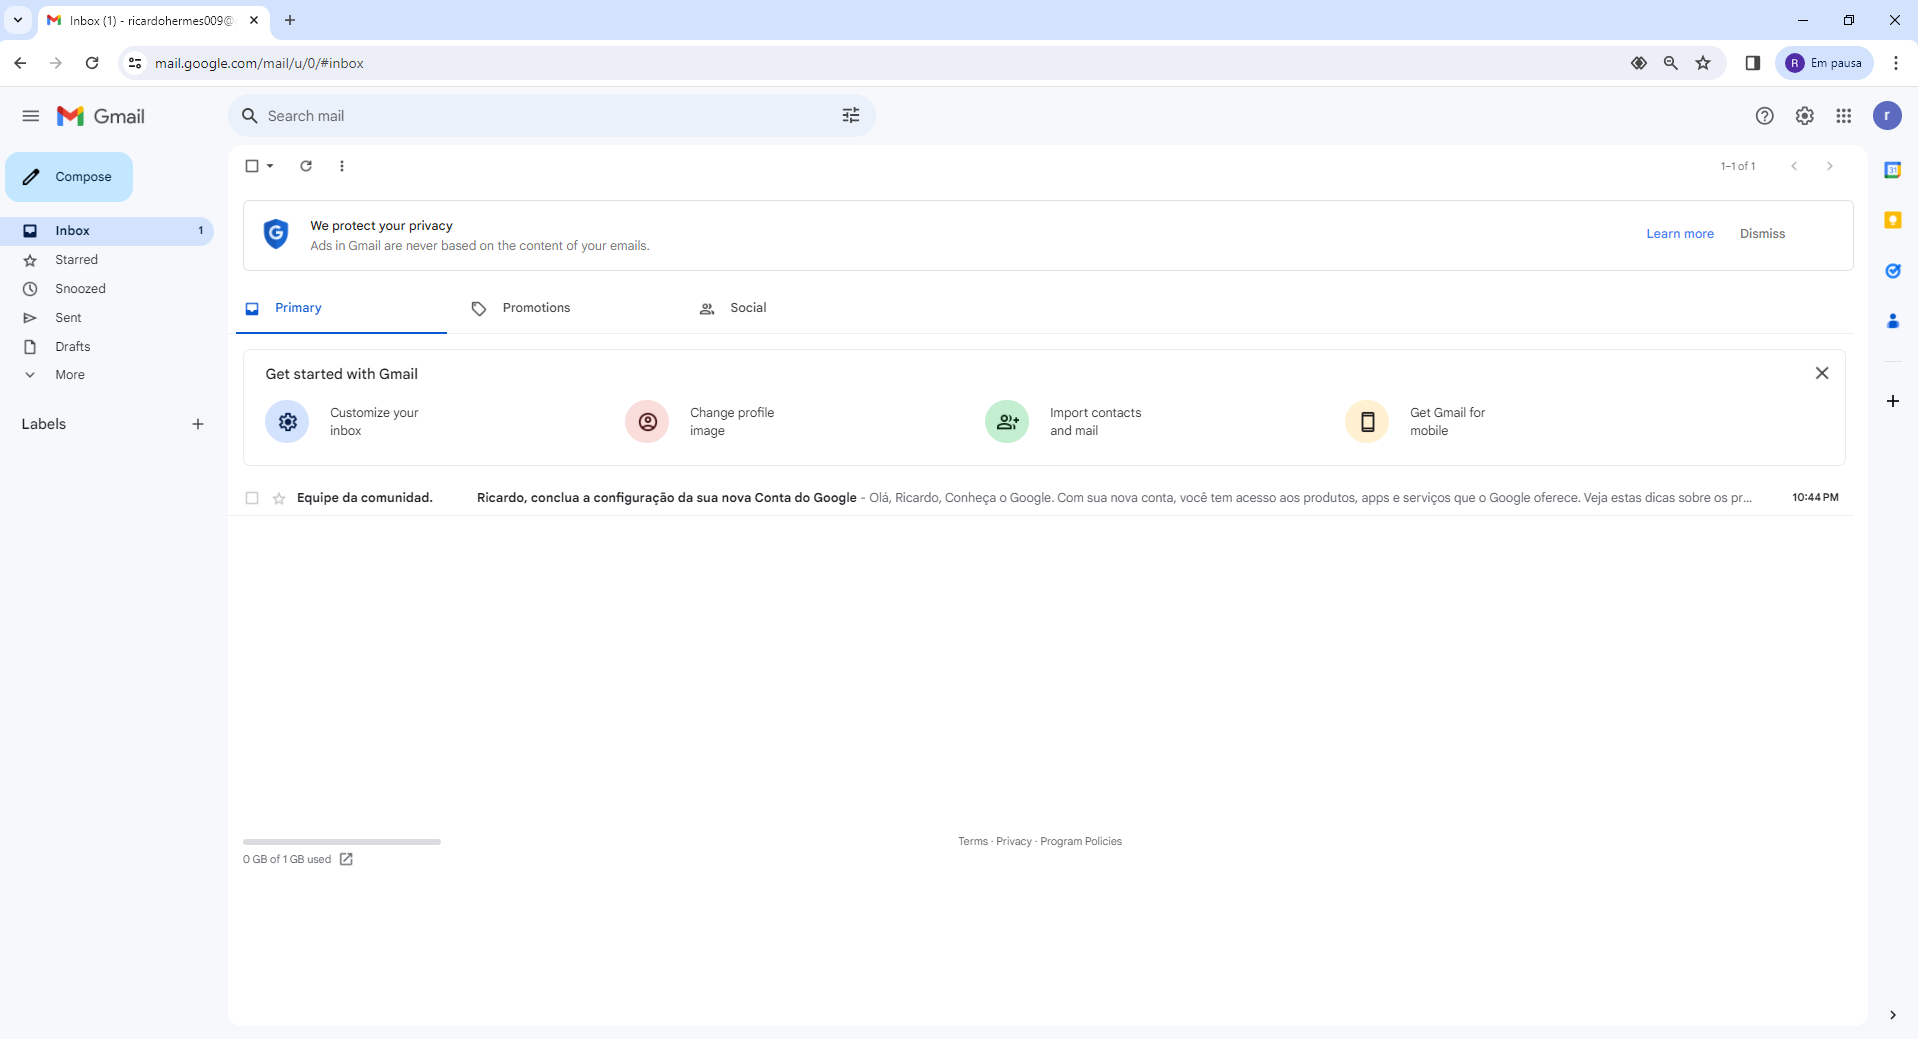 Inbox (1) - ricardohermes009@
mail.google.com/mail/u/0/#inbox
R Em pausa
Gmail
Search mail
r
Compose
1–1 of 1
31
We protect your privacy
Ads in Gmail are never based on the content of your emails.
Learn more
Dismiss
Inbox 1
Starred
Snoozed
Sent
Drafts
More
Labels
Primary
Promotions
Social
Get started with Gmail
Customize your
inbox
Change profile
image
Import contacts
and mail
Get Gmail for
mobile
Equipe da comunidad. Ricardo, conclua a configuração da sua nova Conta do Google - Olá, Ricardo, Conheça o Google. Com sua nova conta, você tem acesso aos produtos, apps e serviços que o Google oferece. Veja estas dicas sobre os pr... 10:44 PM
0 GB of 1 GB used
Terms · Privacy · Program Policies